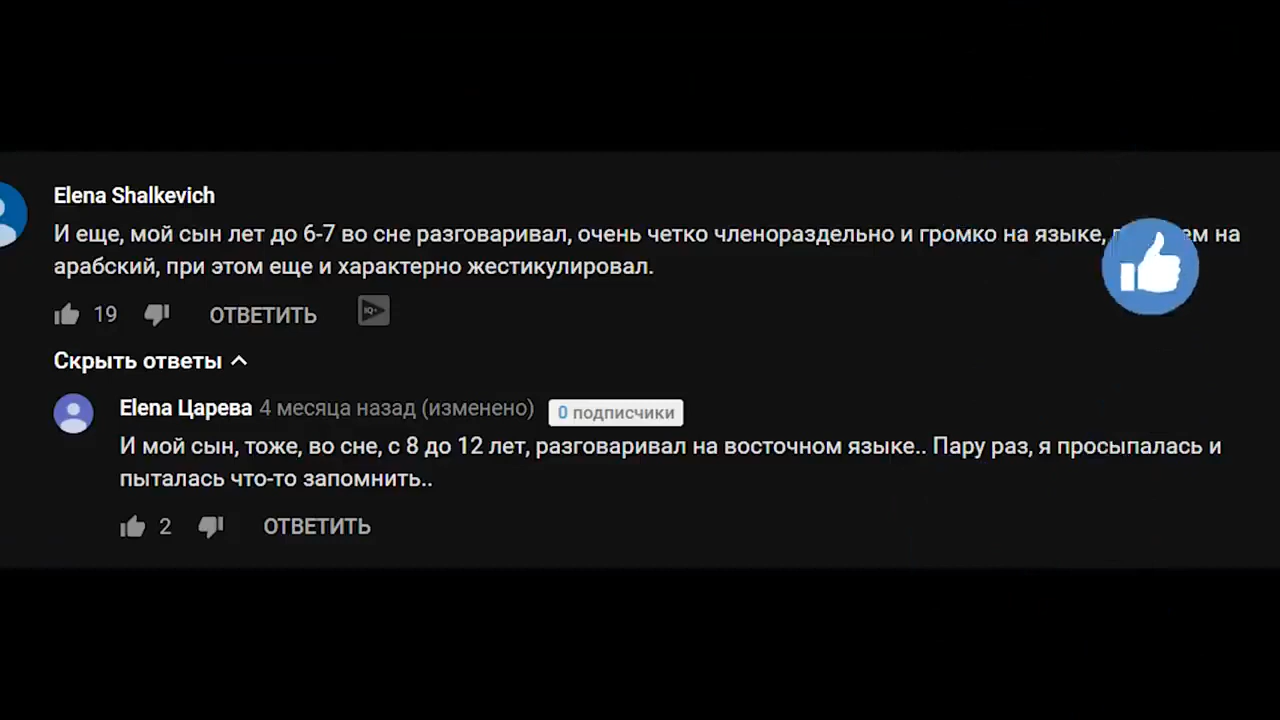 Elena Shalkevich
И еще, мой сын лет до 6-7 во сне разговаривал, очень четко членораздельно и громко на языке, на
арабский, при этом еще и характерно жестикулировал.
19 ОТВЕТИТЬ IQ+
Скрыть ответы
Elena Царева 4 месяца назад (изменено) 0 подписчики
И мой сын, тоже, во сне, с 8 до 12 лет, разговаривал на восточном языке.. Пару раз, я просыпалась и
пыталась что-то запомнить..
2 ОТВЕТИТЬ